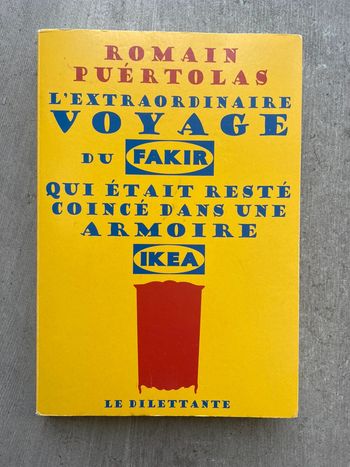 ROMAIN
PUÉRTOLAS
L'EXTRAORDINAIRE
VOYAGE
DU FAKIR
QUI ÉTAIT RESTÉ
COINCÉ DANS UNE
ARMOIRE
IKEA
LE DILETTANTE